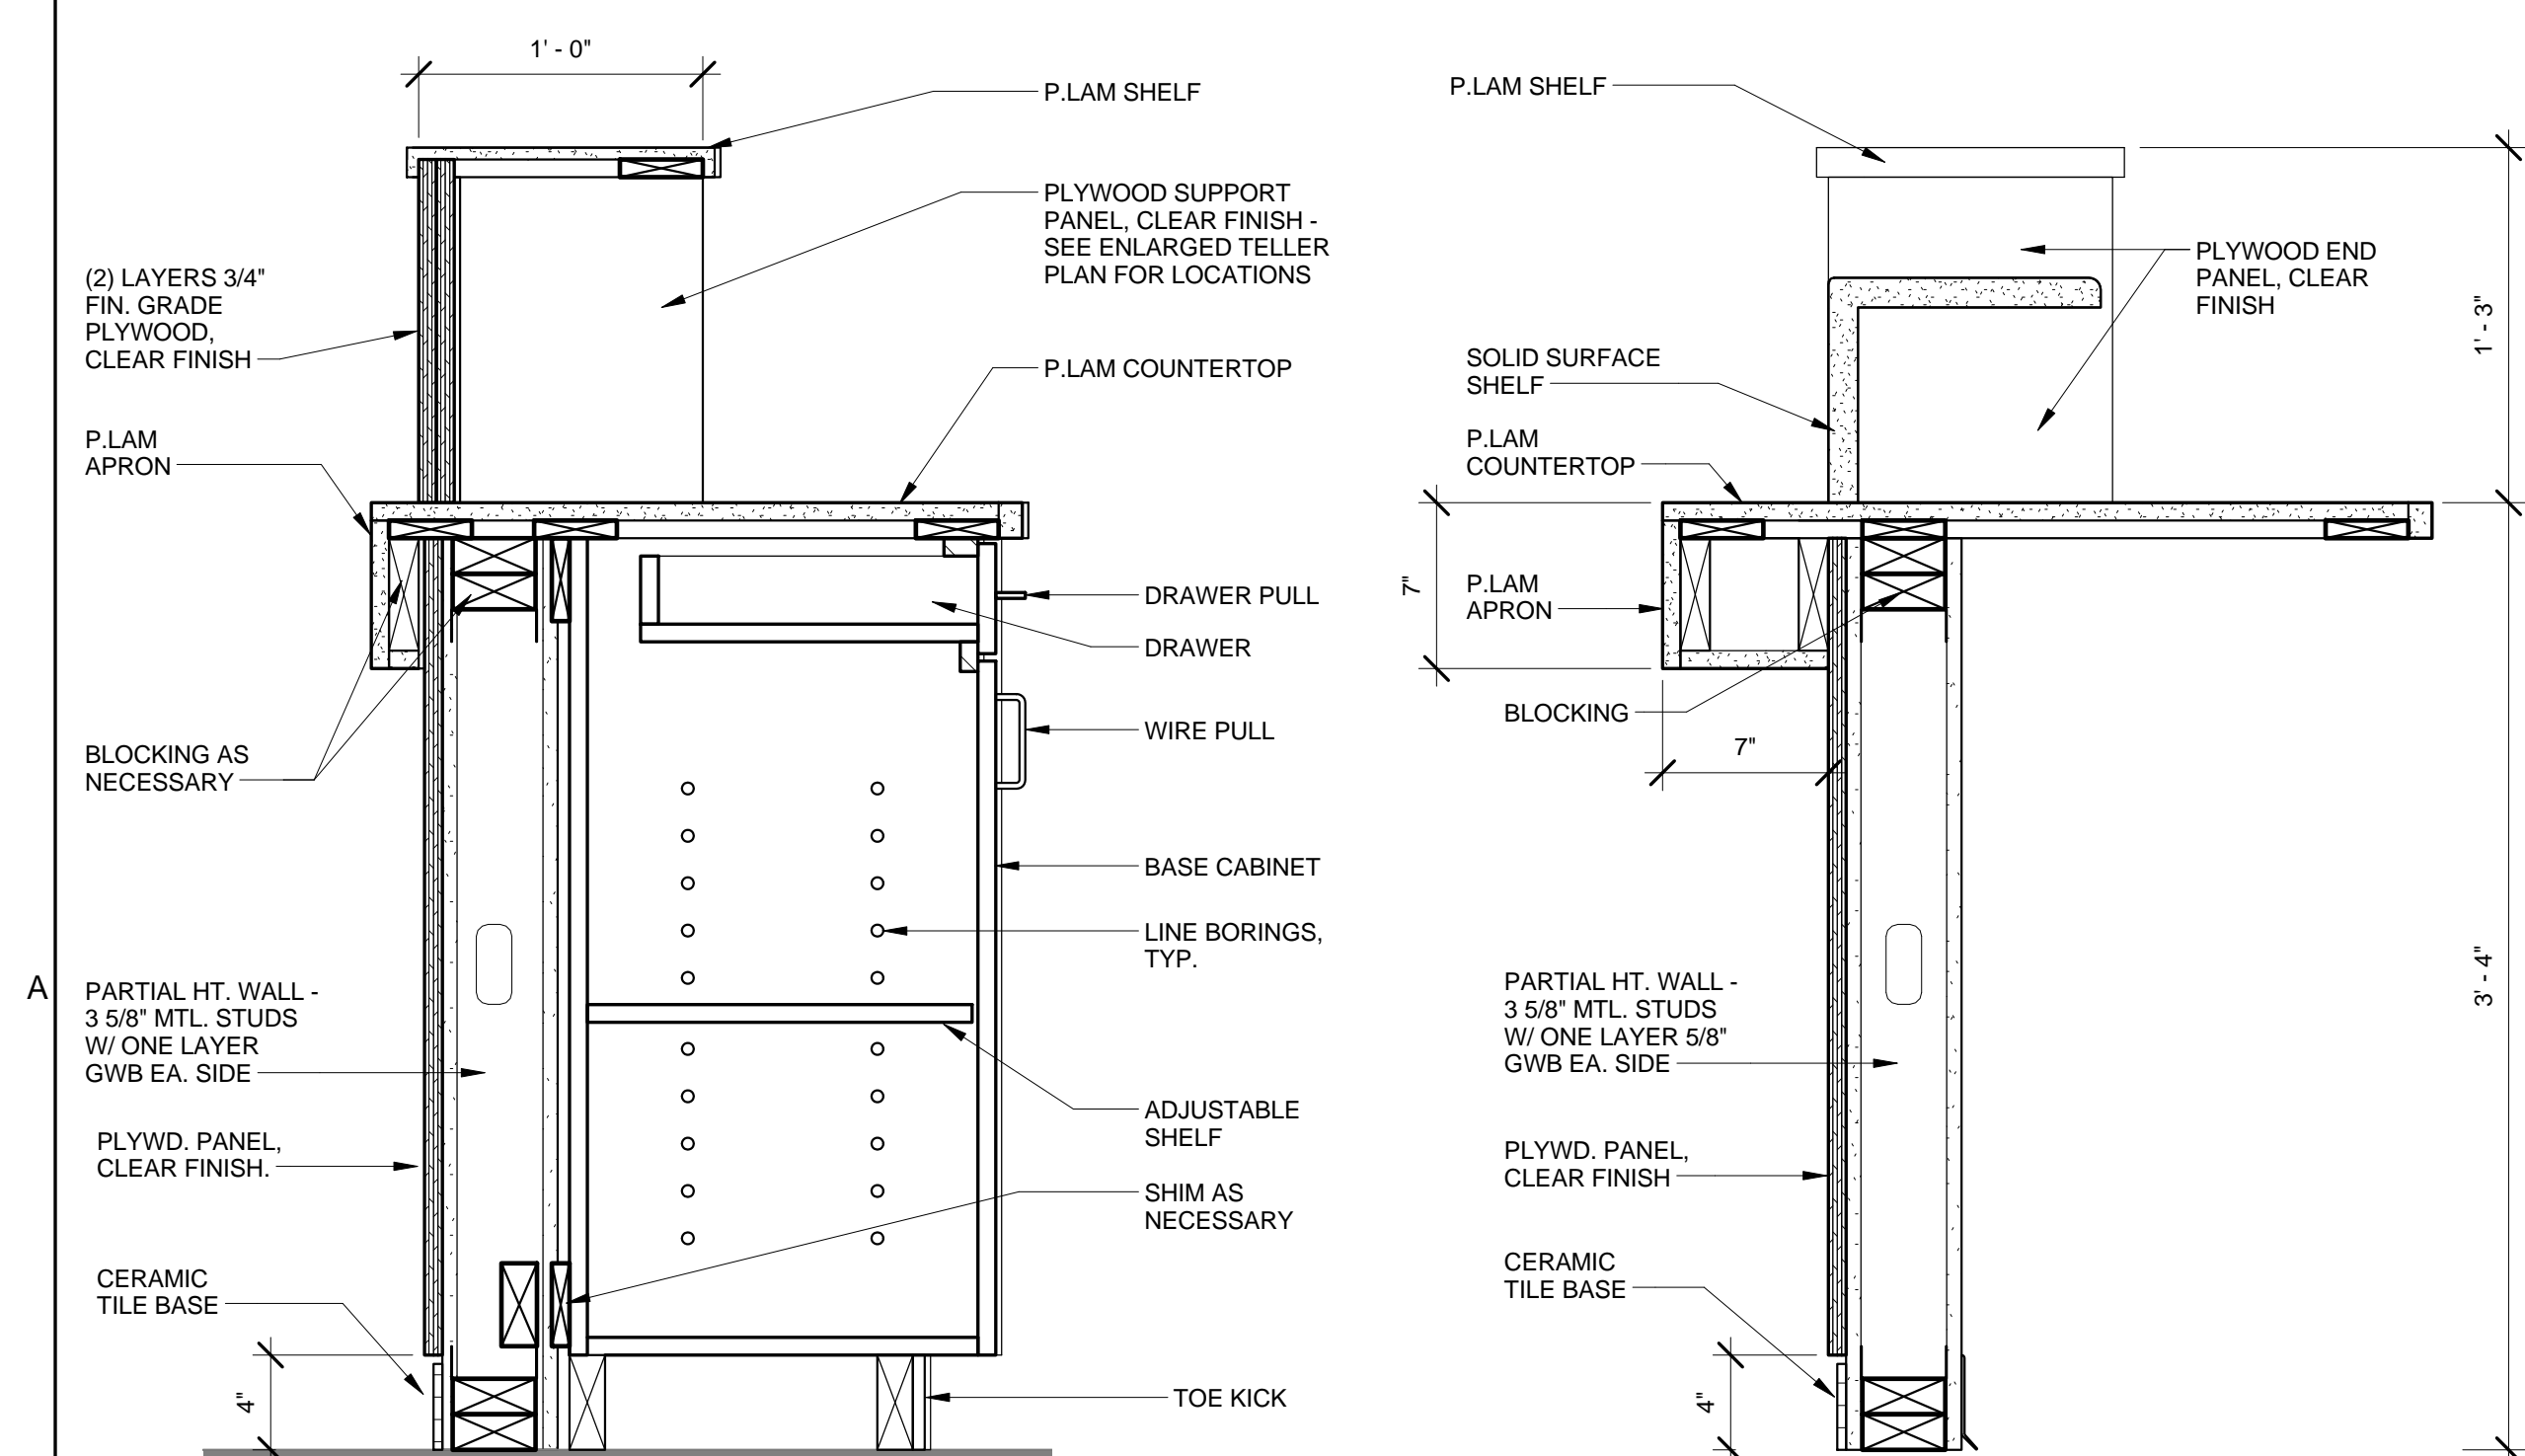 1' - 0"
P.LAM SHELF
PLYWOOD SUPPORT
PANEL, CLEAR FINISH -
SEE ENLARGED TELLER
PLAN FOR LOCATIONS
(2) LAYERS 3/4"
FIN. GRADE
PLYWOOD,
CLEAR FINISH
P.LAM COUNTERTOP
P.LAM
APRON
DRAWER PULL
DRAWER
WIRE PULL
BLOCKING AS
NECESSARY
BASE CABINET
LINE BORINGS,
TYP.
A
PARTIAL HT. WALL -
3 5/8" MTL. STUDS
W/ ONE LAYER
GWB EA. SIDE
ADJUSTABLE
SHELF
PLYWD. PANEL,
CLEAR FINISH.
SHIM AS
NECESSARY
CERAMIC
TILE BASE
4"
TOE KICK
P.LAM SHELF
PLYWOOD END
PANEL, CLEAR
FINISH
1' - 3"
SOLID SURFACE
SHELF
P.LAM
COUNTERTOP
7"
P.LAM
APRON
BLOCKING
7"
3' - 4"
PARTIAL HT. WALL -
3 5/8" MTL. STUDS
W/ ONE LAYER 5/8"
GWB EA. SIDE
PLYWD. PANEL,
CLEAR FINISH
CERAMIC
TILE BASE
4"